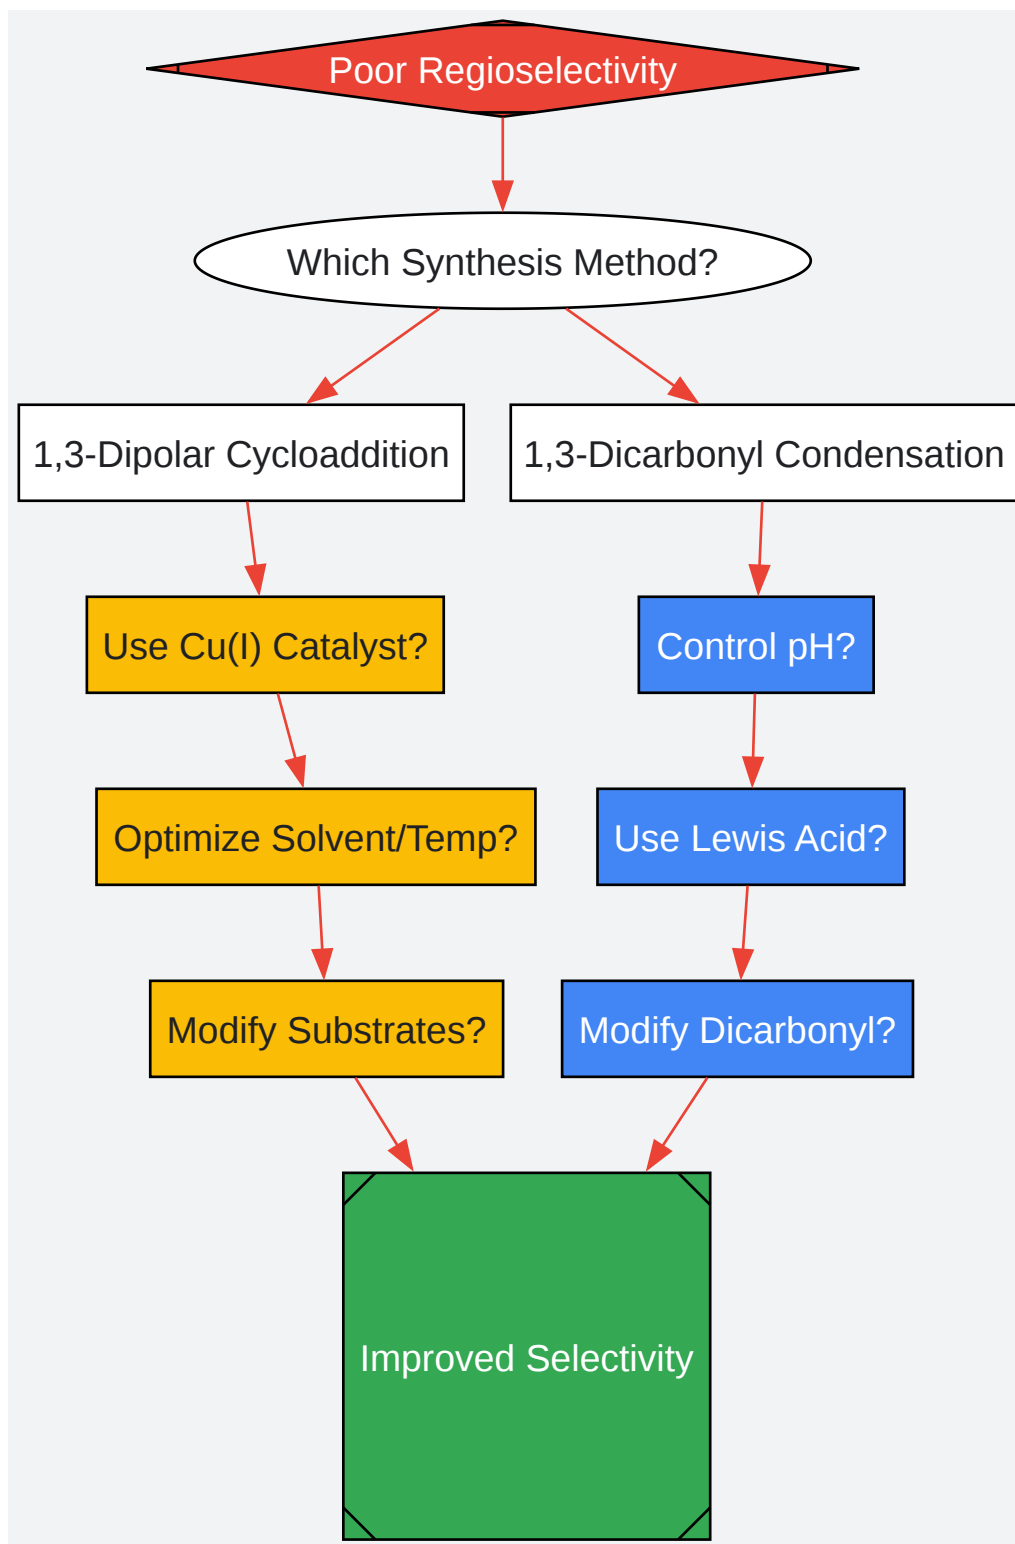 Poor Regioselectivity
Which Synthesis Method?
1,3-Dipolar Cycloaddition
1,3-Dicarbonyl Condensation
Use Cu(I) Catalyst?
Control pH?
Optimize Solvent/Temp?
Use Lewis Acid?
Modify Substrates?
Modify Dicarbonyl?
Improved Selectivity